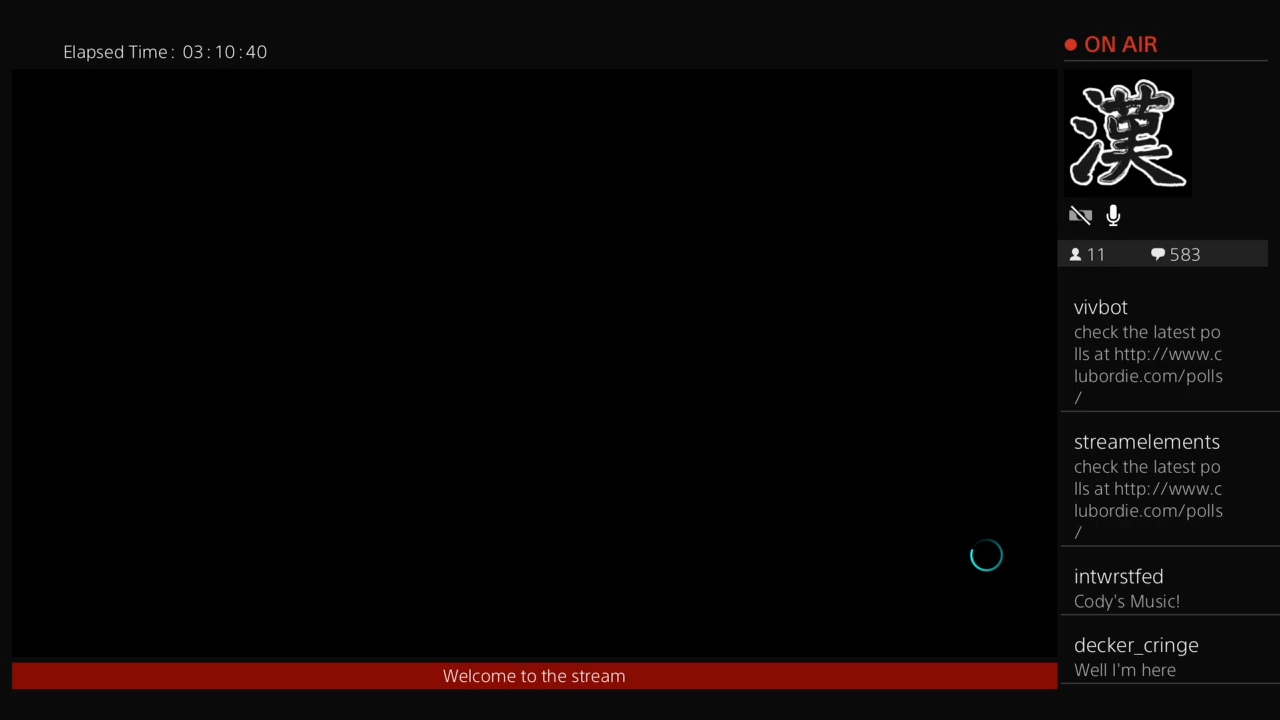 Elapsed Time: 03:10:40
ON AIR
漢
11 583
vivbot
check the latest po
lls at http://www.c
lubordie.com/polls
/
streamelements
check the latest po
lls at http://www.c
lubordie.com/polls
/
intwrstfed
Cody's Music!
decker_cringe
Well I'm here
Welcome to the stream